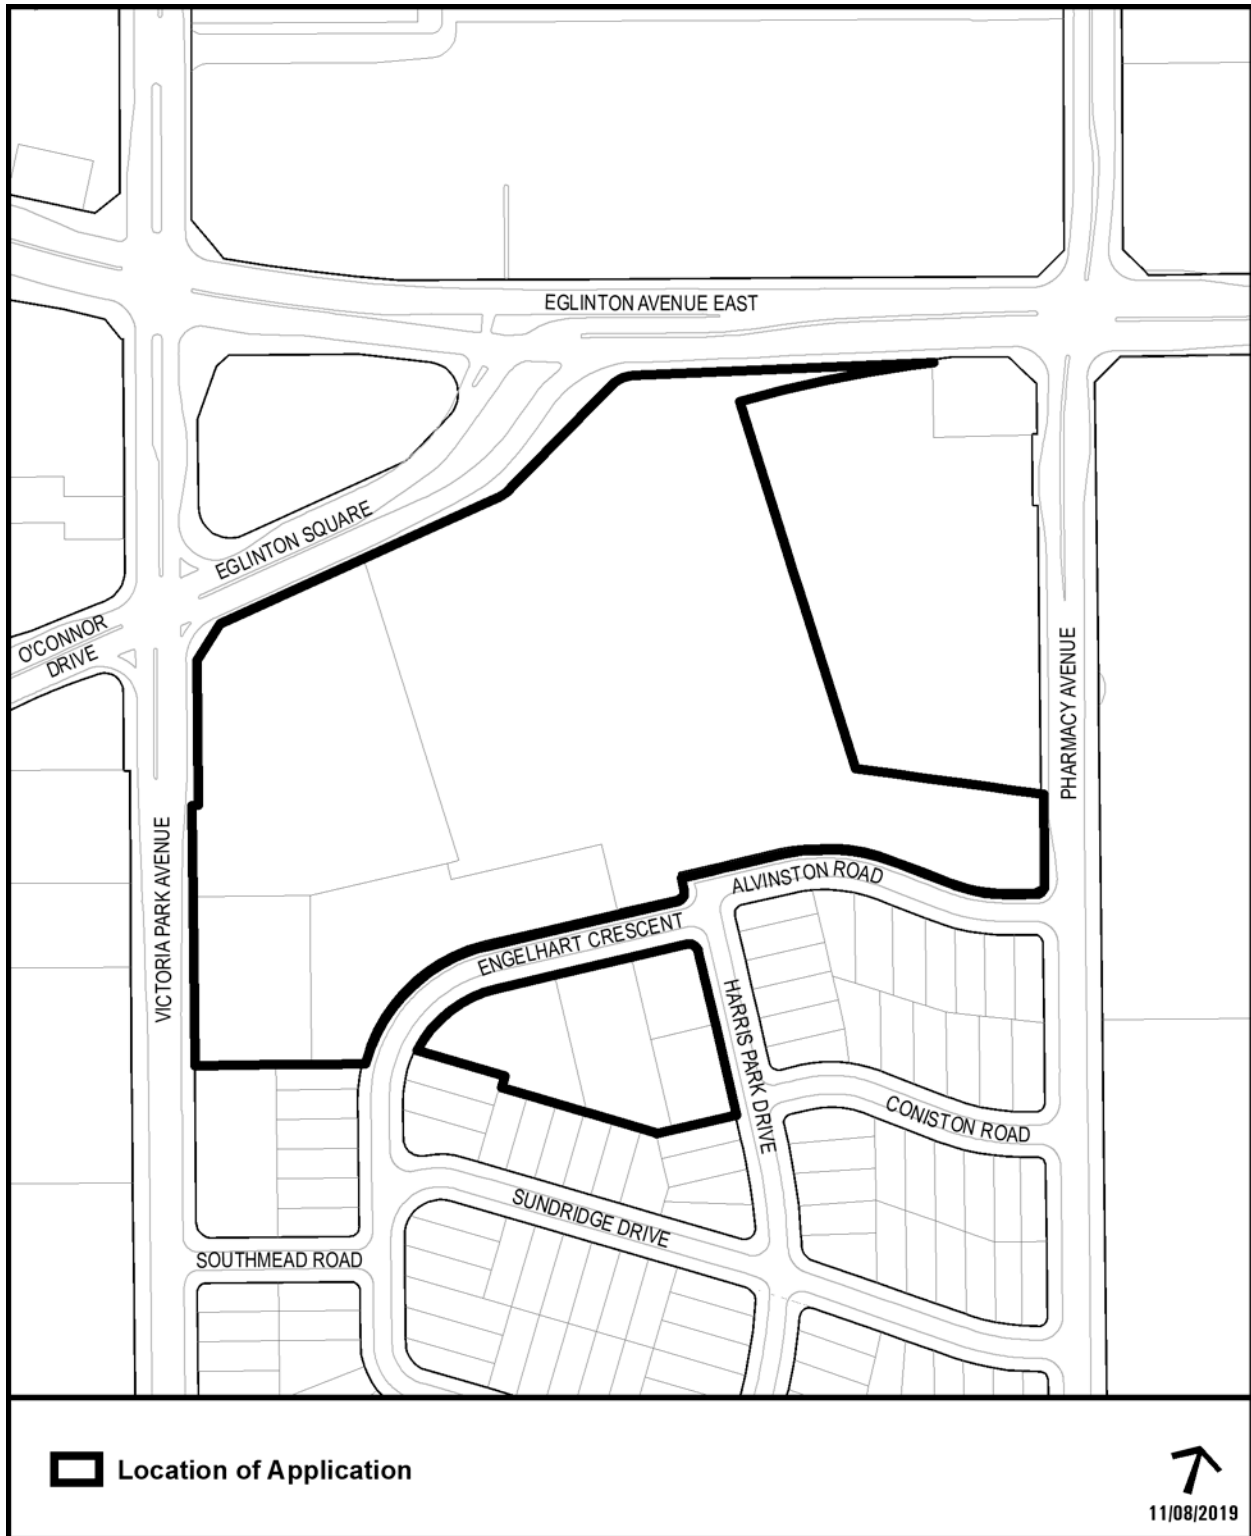 EGLINTON AVENUE EAST
EGLINTON SQUARE
O'CONNOR
DRIVE
PHARMACY AVENUE
VICTORIA PARK AVENUE
ALVINSTON ROAD
ENGELHART CRESCENT
HARRIS PARK DRIVE
CONISTON ROAD
SUNDRIDGE DRIVE
SOUTHMEAD ROAD
Location of Application
11/08/2019